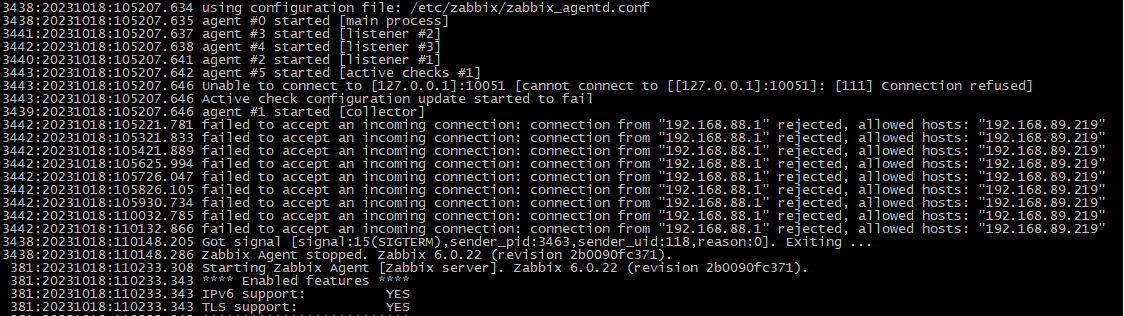 3438:20231018:105207.634 using configuration file: /etc/zabbix/zabbix_agentd.conf
3438:20231018:105207.635 agent #0 started [main process]
3441:20231018:105207.637 agent #3 started [listener #2]
3442:20231018:105207.638 agent #4 started [listener #3]
3440:20231018:105207.641 agent #2 started [listener #1]
3443:20231018:105207.642 agent #5 started [active checks #1]
3443:20231018:105207.646 Unable to connect to [127.0.0.1]:10051 [cannot connect to [[127.0.0.1]:10051]: [111] Connection refused]
3443:20231018:105207.646 Active check configuration update started to fail
3439:20231018:105207.646 agent #1 started [collector]
3442:20231018:105221.781 failed to accept an incoming connection: connection from "192.168.88.1" rejected, allowed hosts: "192.168.89.219"
3442:20231018:105321.833 failed to accept an incoming connection: connection from "192.168.88.1" rejected, allowed hosts: "192.168.89.219"
3442:20231018:105421.889 failed to accept an incoming connection: connection from "192.168.88.1" rejected, allowed hosts: "192.168.89.219"
3442:20231018:105625.994 failed to accept an incoming connection: connection from "192.168.88.1" rejected, allowed hosts: "192.168.89.219"
3442:20231018:105726.047 failed to accept an incoming connection: connection from "192.168.88.1" rejected, allowed hosts: "192.168.89.219"
3442:20231018:105826.105 failed to accept an incoming connection: connection from "192.168.88.1" rejected, allowed hosts: "192.168.89.219"
3442:20231018:105930.734 failed to accept an incoming connection: connection from "192.168.88.1" rejected, allowed hosts: "192.168.89.219"
3442:20231018:110032.785 failed to accept an incoming connection: connection from "192.168.88.1" rejected, allowed hosts: "192.168.89.219"
3442:20231018:110132.866 failed to accept an incoming connection: connection from "192.168.88.1" rejected, allowed hosts: "192.168.89.219"
3438:20231018:110148.205 Got signal [signal:15(SIGTERM),sender_pid:3463,sender_uid:118,reason:0]. Exiting ...
3438:20231018:110148.286 Zabbix Agent stopped. Zabbix 6.0.22 (revision 2b0090fc371).
381:20231018:110233.308 Starting Zabbix Agent [Zabbix server]. Zabbix 6.0.22 (revision 2b0090fc371).
381:20231018:110233.343 **** Enabled features ****
381:20231018:110233.343 IPv6 support: YES
381:20231018:110233.343 TLS support: YES